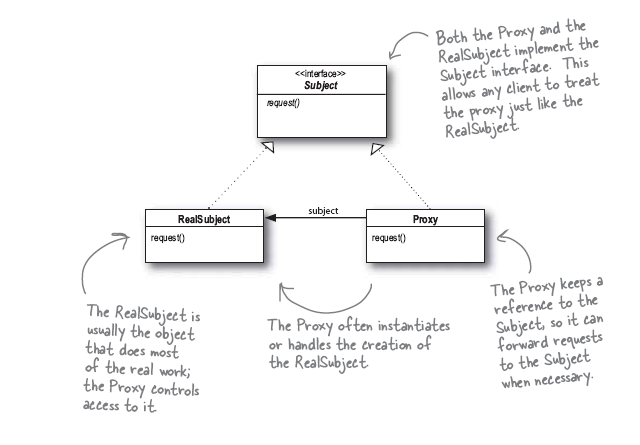 Both the Proxy and the
RealSubject implement the
Subject interface. This
allows any client to treat
the proxy just like the
RealSubject.
<<interface>>
Subject
request()
RealSubject
request()
subject
Proxy
request()
The RealSubject is
usually the object
that does most
of the real work;
the Proxy controls
access to it.
The Proxy often instantiates
or handles the creation of
the RealSubject.
The Proxy keeps a
reference to the
Subject, so it can
forward requests
to the Subject
when necessary.